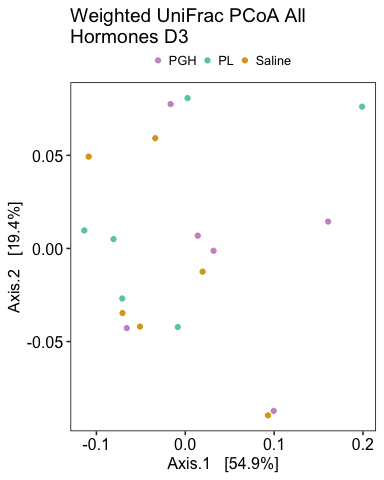 Weighted UniFrac PCoA All
Hormones D3
PGH PL Saline
Axis.2 [19.4%]
0.05
0.00
-0.05
-0.1 0.0 0.1 0.2
Axis.1 [54.9%]